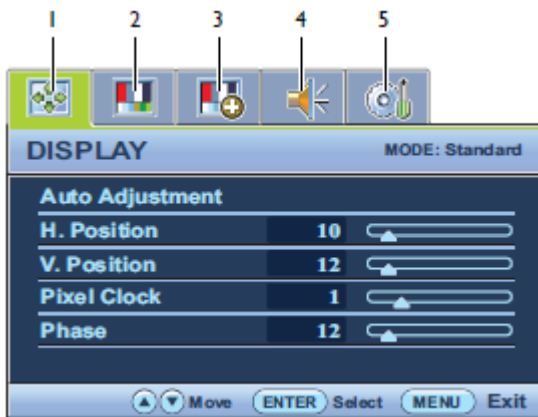 1 2 3 4 5
DISPLAY MODE: Standard
Auto Adjustment
H. Position 10
V. Position 12
Pixel Clock 1
Phase 12
Move ENTER Select MENU Exit